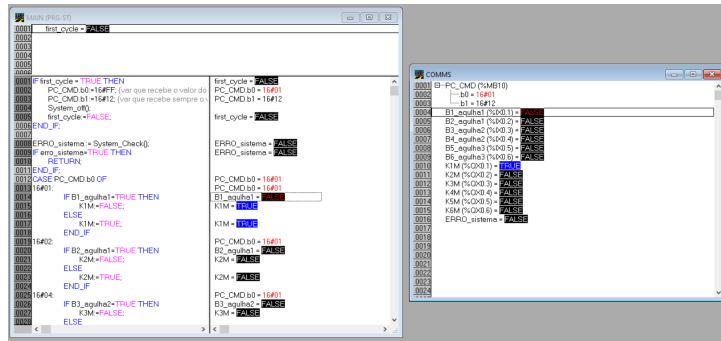 MAIN (PRG-ST)
0001 first_cycle = FALSE
0002
0003
0004
0005
0006
0001 IF first_cycle = TRUE THEN first_cycle = FALSE
0002 PC_CMD.b0:=16#FF; (var que recebe o valor do PC_CMD.b0 = 16#01
0003 PC_CMD.b1:=16#12; (var que recebe sempre o v PC_CMD.b1 = 16#12
0004 System_off();
0005 first_cycle:=FALSE; first_cycle = FALSE
0006 END_IF;
0007
0008 ERRO_sistema:= System_Check(); ERRO_sistema = FALSE
0009 IF erro_sistema=TRUE THEN ERRO_sistema = FALSE
0010 RETURN;
0011 END_IF;
0012 CASE PC_CMD.b0 OF PC_CMD.b0 = 16#01
0013 16#01: PC_CMD.b0 = 16#01
0014 IF B1_agulha1=TRUE THEN B1_agulha1 = FALSE
0015 K1M:=FALSE; K1M = TRUE
0016 ELSE
0017 K1M:=TRUE; K1M = TRUE
0018 END_IF
0019 16#02: PC_CMD.b0 = 16#01
0020 IF B2_agulha1=TRUE THEN B2_agulha1 = FALSE
0021 K2M:=FALSE; K2M = FALSE
0022 ELSE
0023 K2M:=TRUE; K2M = FALSE
0024 END_IF
0025 16#04: PC_CMD.b0 = 16#01
0026 IF B3_agulha2=TRUE THEN B3_agulha2 = FALSE
0027 K3M:=FALSE; K3M = FALSE
0028 ELSE
COMMS
0001 PC_CMD (%MB10)
0002 .b0 = 16#01
0003 .b1 = 16#12
0004 B1_agulha1 (%IX0.1) = FALSE
0005 B2_agulha1 (%IX0.2) = FALSE
0006 B3_agulha2 (%IX0.3) = FALSE
0007 B4_agulha2 (%IX0.4) = FALSE
0008 B5_agulha3 (%IX0.5) = FALSE
0009 B6_agulha3 (%IX0.6) = FALSE
0010 K1M (%QX0.1) = TRUE
0011 K2M (%QX0.2) = FALSE
0012 K3M (%QX0.3) = FALSE
0013 K4M (%QX0.4) = FALSE
0014 K5M (%QX0.5) = FALSE
0015 K6M (%QX0.6) = FALSE
0016 ERRO_sistema = FALSE
0017
0018
0019
0020
0021
0022
0023
0024